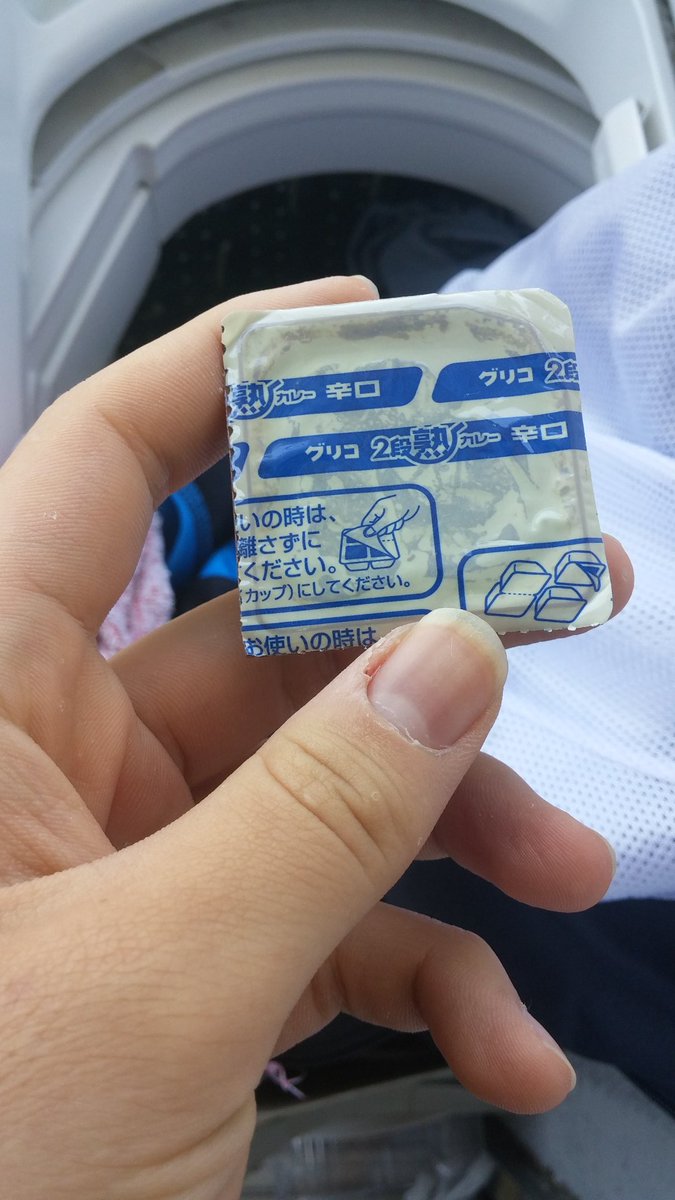 熟カレー 辛口
グリコ 2段
グリコ 2段熟カレー 辛口
いの時は、
離さずに
ください。
カップ)にしてください。
お使いの時は